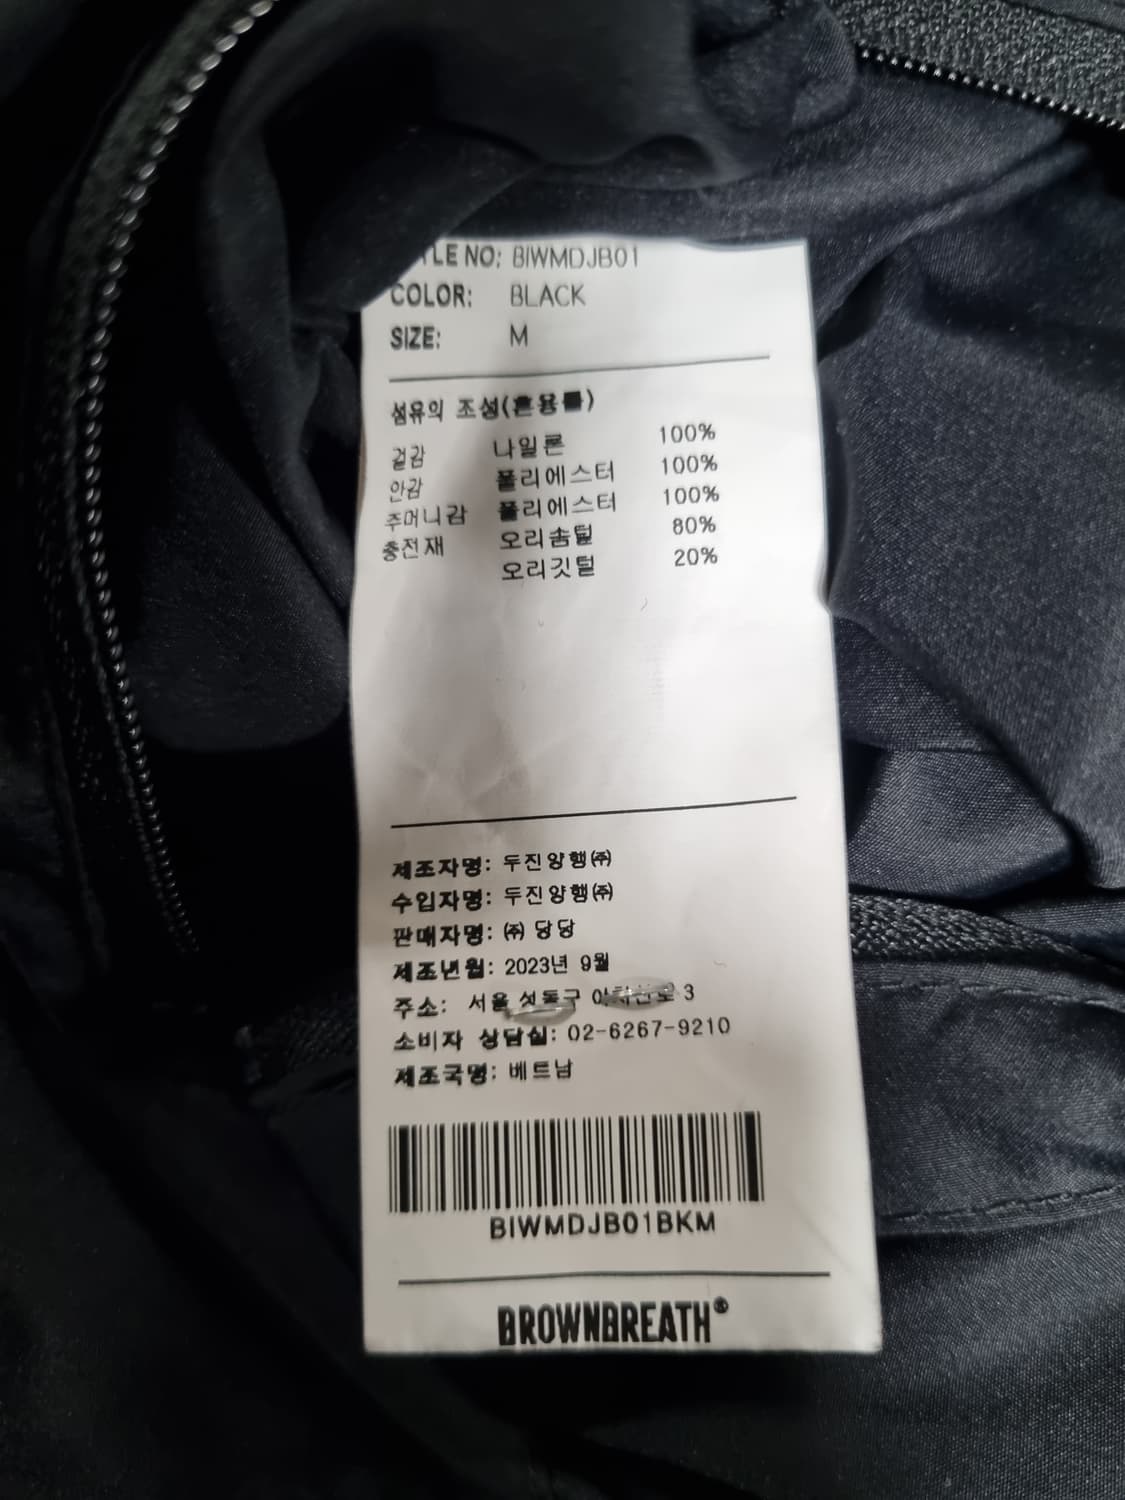 STYLE NO: BIWMDJB01
COLOR: BLACK
SIZE: M
섬유의 조성(혼용률)
겉감 나일론 100%
안감 폴리에스터 100%
주머니감 폴리에스터 100%
충전재 오리솜털 80%
오리깃털 20%
제조자명: 두진양행㈜
수입자명: 두진양행㈜
판매자명: ㈜ 당당
제조년월: 2023년 9월
주소: 서울 성동구 3
소비자 상담실: 02-6267-9210
제조국명: 베트남
BIWMDJB01BKM
BROWNBREATH®